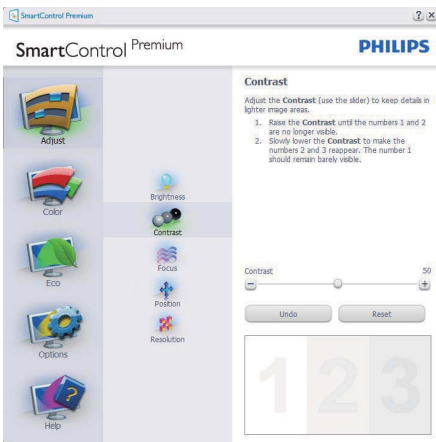 SmartControl Premium
? ×
SmartControl Premium
PHILIPS
Adjust
Color
Eco
Options
Help
Brightness
Contrast
Focus
Position
Resolution
Contrast
Adjust the Contrast (use the slider) to keep details in
lighter image areas.
1. Raise the Contrast until the numbers 1 and 2
are no longer visible.
2. Slowly lower the Contrast to make the
numbers 2 and 3 reappear. The number 1
should remain barely visible.
Contrast 50
Undo Reset
1 2 3